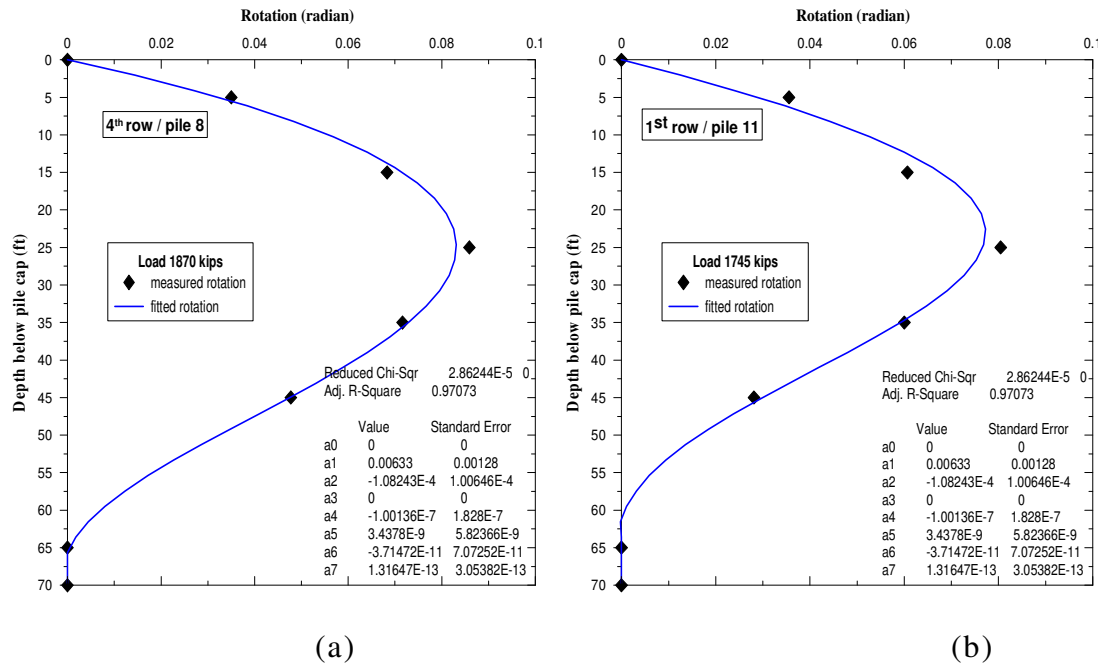 Rotation (radian)
0 0.02 0.04 0.06 0.08 0.1
Depth below pile cap (ft)
0
5
10
15
20
25
30
35
40
45
50
55
60
65
70
4th row / pile 8
Load 1870 kips
measured rotation
fitted rotation
Reduced Chi-Sqr 2.86244E-5 0
Adj. R-Square 0.97073
Value Standard Error
a0 0 0
a1 0.00633 0.00128
a2 -1.08243E-4 1.00646E-4
a3 0 0
a4 -1.00136E-7 1.828E-7
a5 3.4378E-9 5.82366E-9
a6 -3.71472E-11 7.07252E-11
a7 1.31647E-13 3.05382E-13
(a)
Rotation (radian)
0 0.02 0.04 0.06 0.08 0.1
Depth below pile cap (ft)
0
5
10
15
20
25
30
35
40
45
50
55
60
65
70
1st row / pile 11
Load 1745 kips
measured rotation
fitted rotation
Reduced Chi-Sqr 2.86244E-5 0
Adj. R-Square 0.97073
Value Standard Error
a0 0 0
a1 0.00633 0.00128
a2 -1.08243E-4 1.00646E-4
a3 0 0
a4 -1.00136E-7 1.828E-7
a5 3.4378E-9 5.82366E-9
a6 -3.71472E-11 7.07252E-11
a7 1.31647E-13 3.05382E-13
(b)